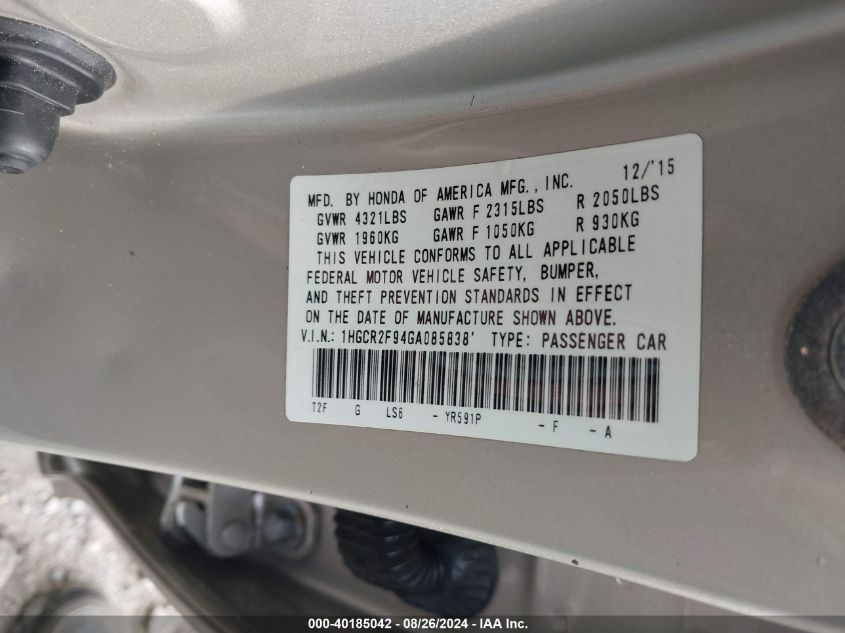 MFD. BY HONDA OF AMERICA MFG., INC. 12/'15
GVWR 4321LBS GAWR F 2315LBS R 2050LBS
GVWR 1960KG GAWR F 1050KG R 930KG
THIS VEHICLE CONFORMS TO ALL APPLICABLE
FEDERAL MOTOR VEHICLE SAFETY, BUMPER,
AND THEFT PREVENTION STANDARDS IN EFFECT
ON THE DATE OF MANUFACTURE SHOWN ABOVE.
V.I.N.: 1HGCR2F94GA085838' TYPE: PASSENGER CAR
T2F G LS6 - YR591P - F - A
000-40185042 / 08/26/2024 - IAA Inc.